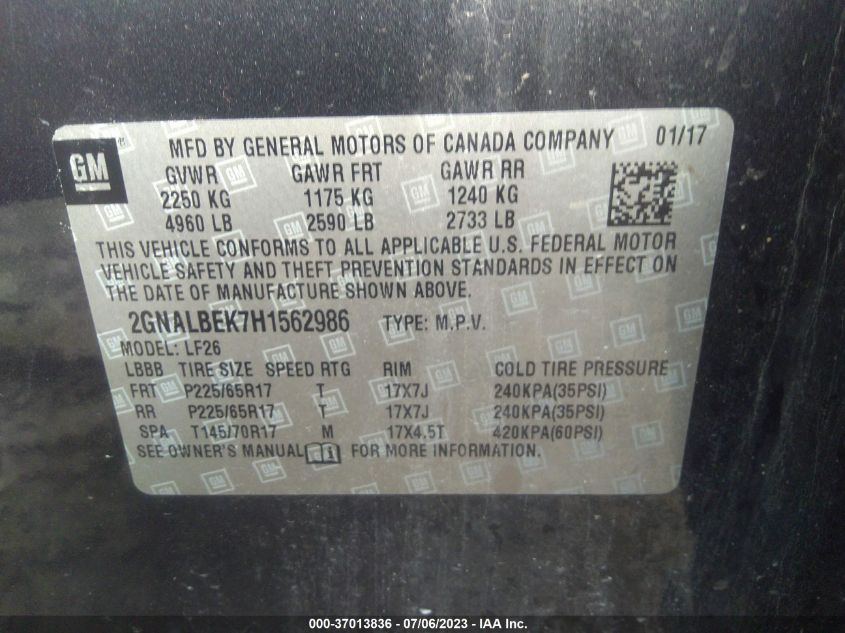 GM MFD BY GENERAL MOTORS OF CANADA COMPANY 01/17
GVWR GAWR FRT GAWR RR
2250 KG 1175 KG 1240 KG
4960 LB 2590 LB 2733 LB
THIS VEHICLE CONFORMS TO ALL APPLICABLE U.S. FEDERAL MOTOR
VEHICLE SAFETY AND THEFT PREVENTION STANDARDS IN EFFECT ON
THE DATE OF MANUFACTURE SHOWN ABOVE.
2GNALBEK7H1562986 TYPE: M.P.V.
MODEL: LF26
LBBB TIRE SIZE SPEED RTG RIM COLD TIRE PRESSURE
FRT P225/65R17 T 17X7J 240KPA(35PSI)
RR P225/65R17 T 17X7J 240KPA(35PSI)
SPA T145/70R17 M 17X4.5T 420KPA(60PSI)
SEE OWNER'S MANUAL FOR MORE INFORMATION.
000-37013836 - 07/06/2023 - IAA Inc.